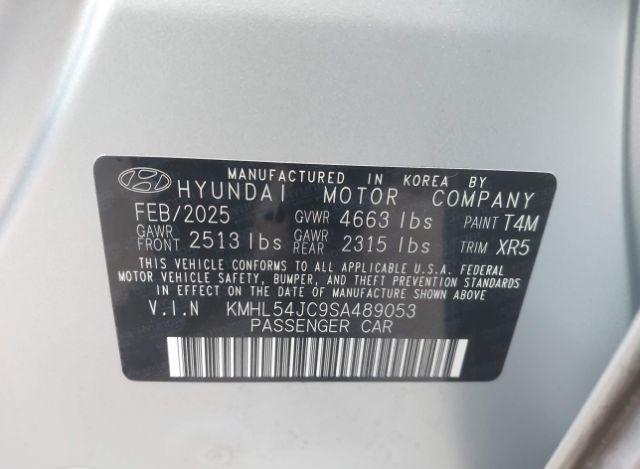 MANUFACTURED IN KOREA BY
HYUNDAI MOTOR COMPANY
FEB/2025 GVWR 4663 lbs PAINT T4M
GAWR FRONT 2513 lbs GAWR REAR 2315 lbs TRIM XR5
THIS VEHICLE CONFORMS TO ALL APPLICABLE U.S.A. FEDERAL
MOTOR VEHICLE SAFETY, BUMPER, AND THEFT PREVENTION
STANDARDS IN EFFECT ON THE DATE OF MANUFACTURE SHOWN ABOVE.
V.I.N KMHL54JC9SA489053
PASSENGER CAR